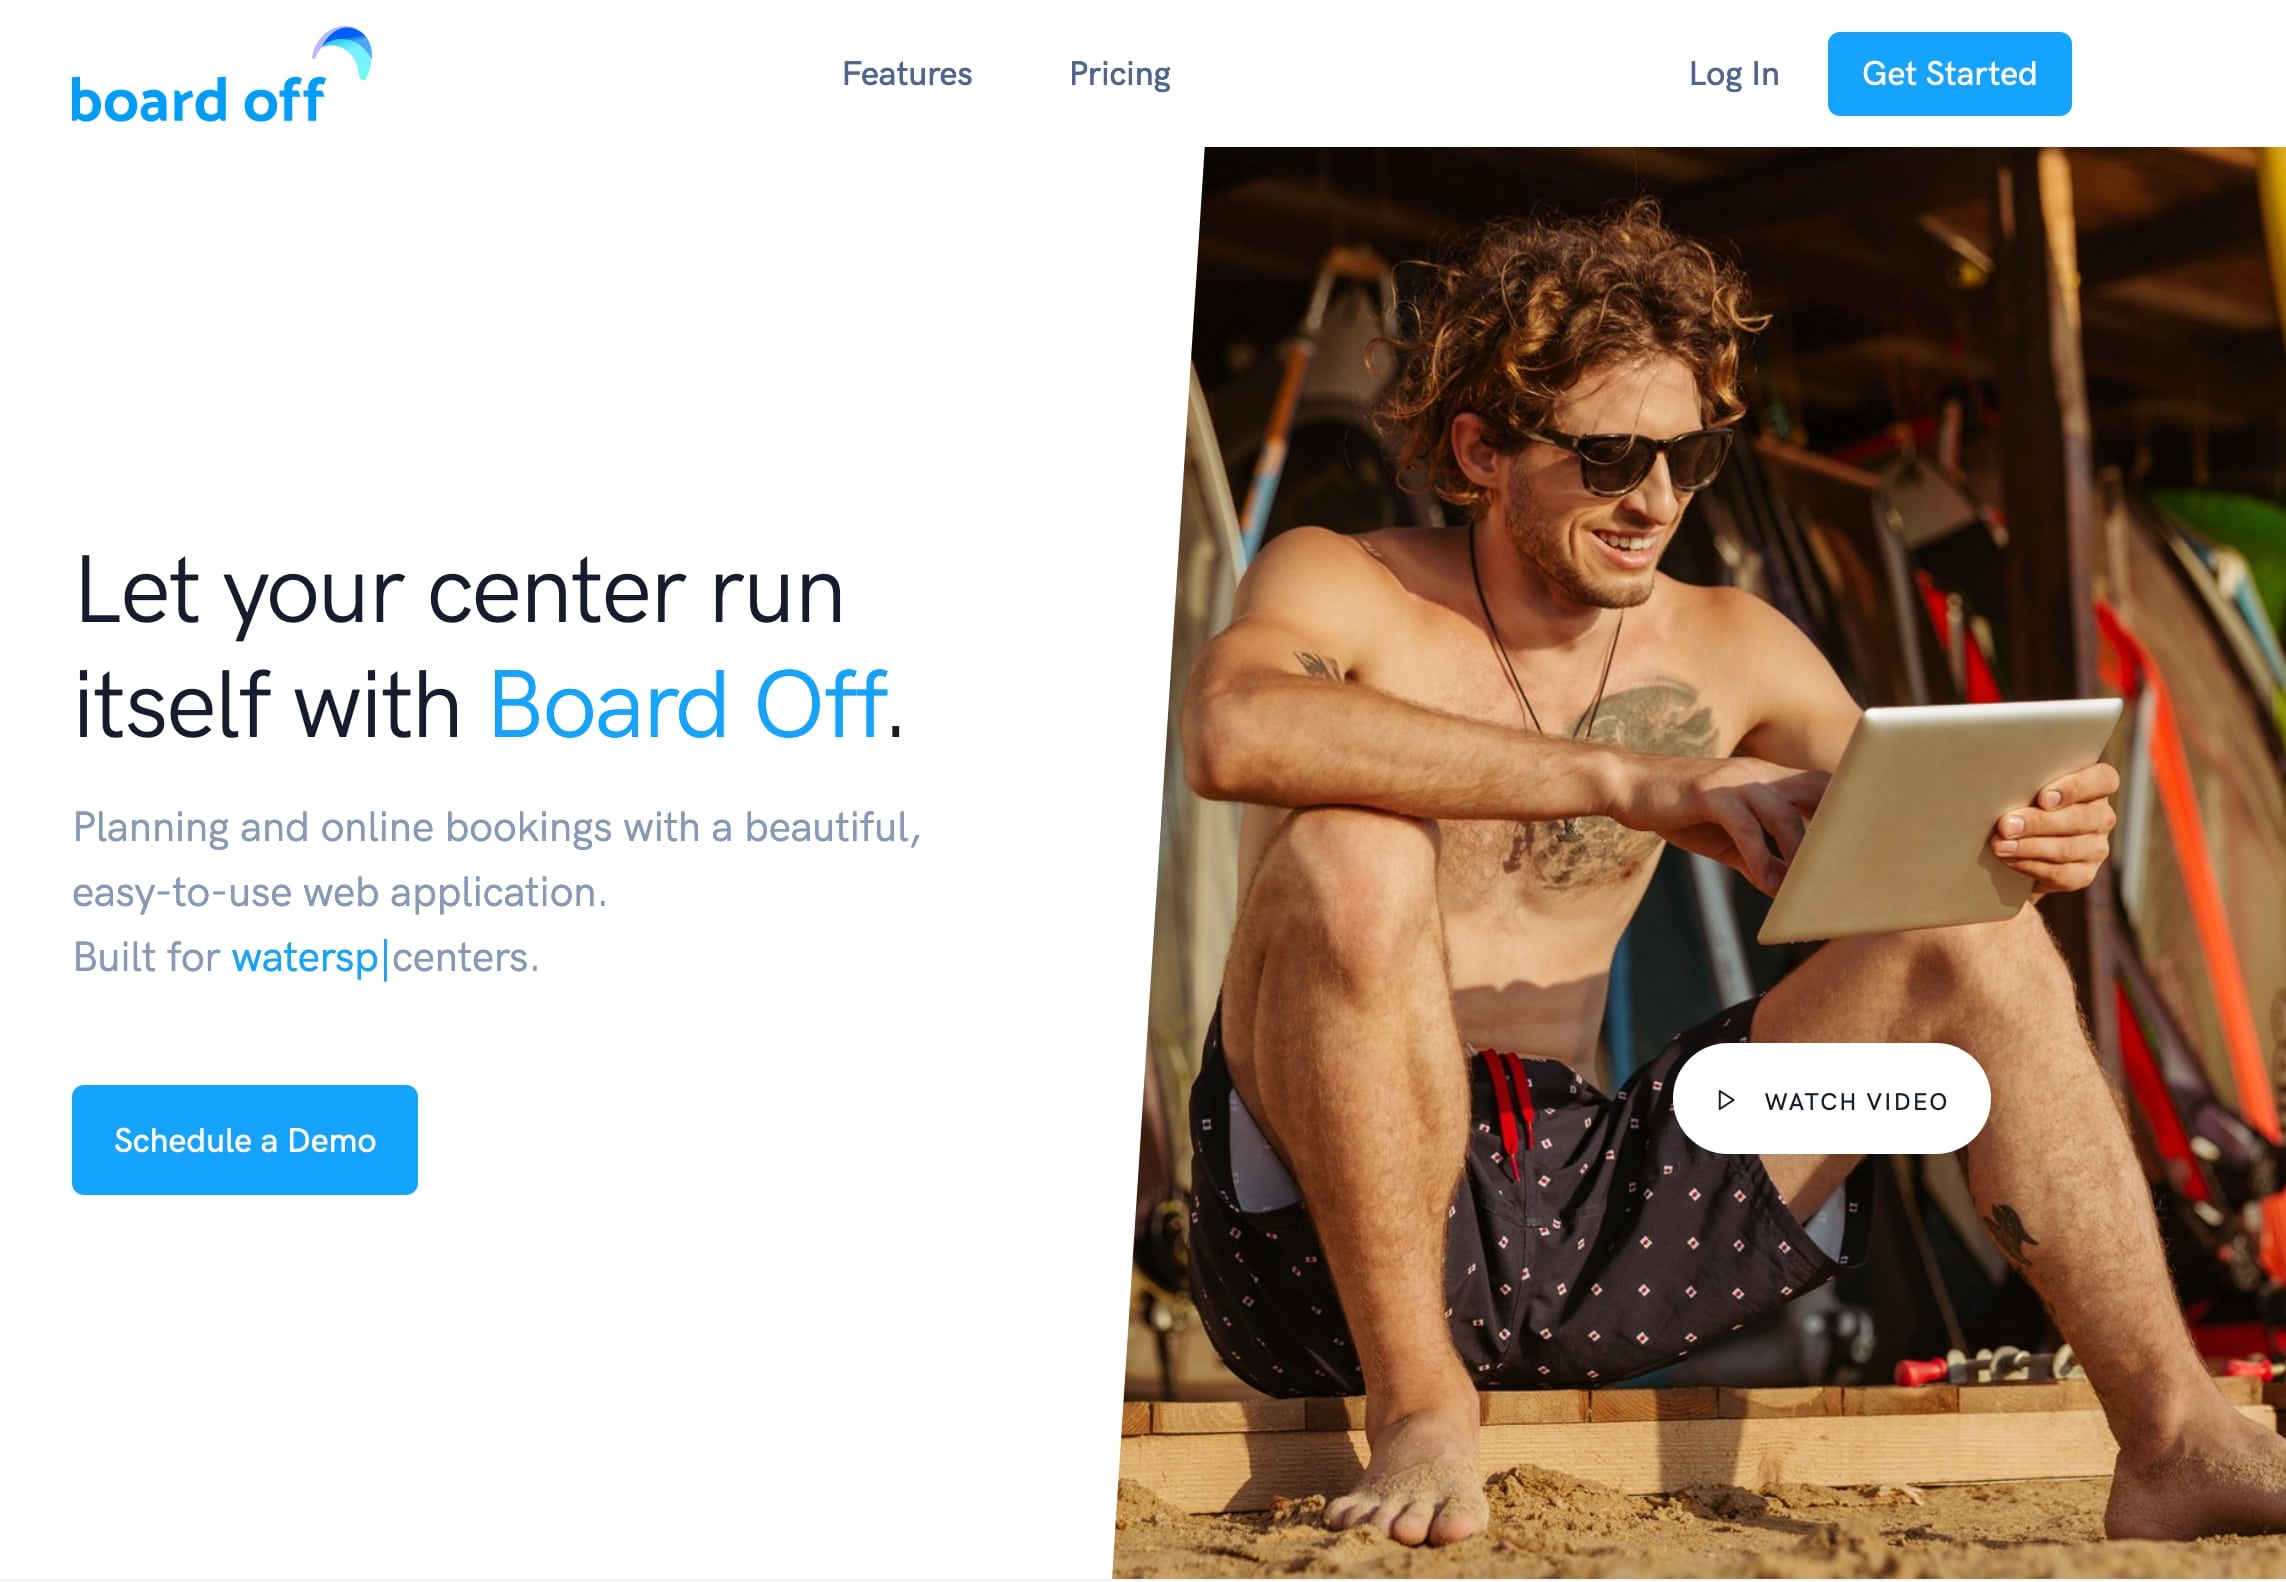 board off
Features
Pricing
Log In
Get Started
Let your center run
itself with Board Off.
Planning and online bookings with a beautiful,
easy-to-use web application.
Built for watersp|centers.
Schedule a Demo
WATCH VIDEO